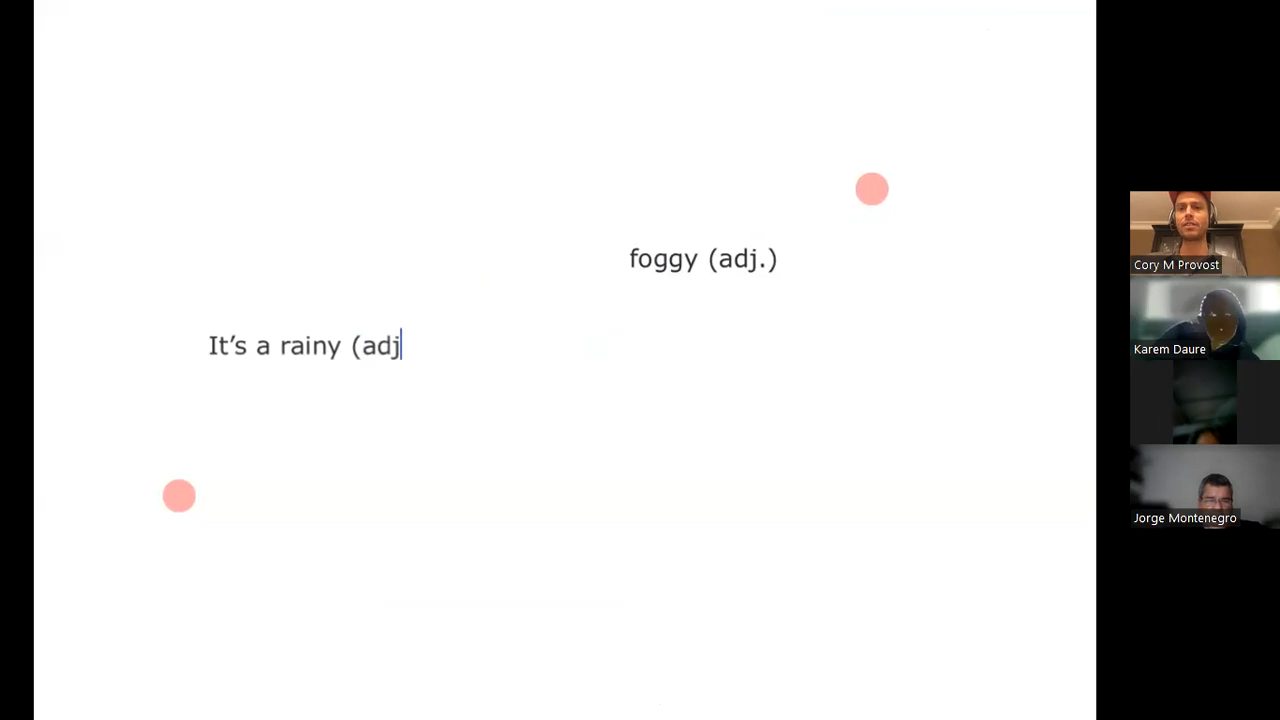 foggy (adj.)
It’s a rainy (adj
Cory M Provost
Karem Daure
Jorge Montenegro